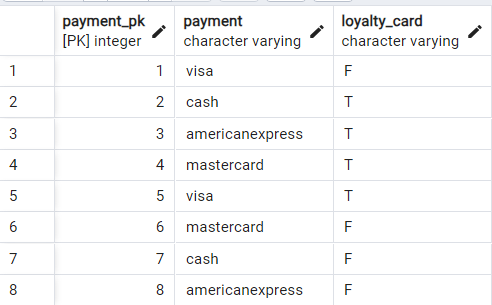 payment_pk payment loyalty_card
[PK] integer character varying character varying
1 1 visa F
2 2 cash T
3 3 americanexpress T
4 4 mastercard T
5 5 visa T
6 6 mastercard F
7 7 cash F
8 8 americanexpress F